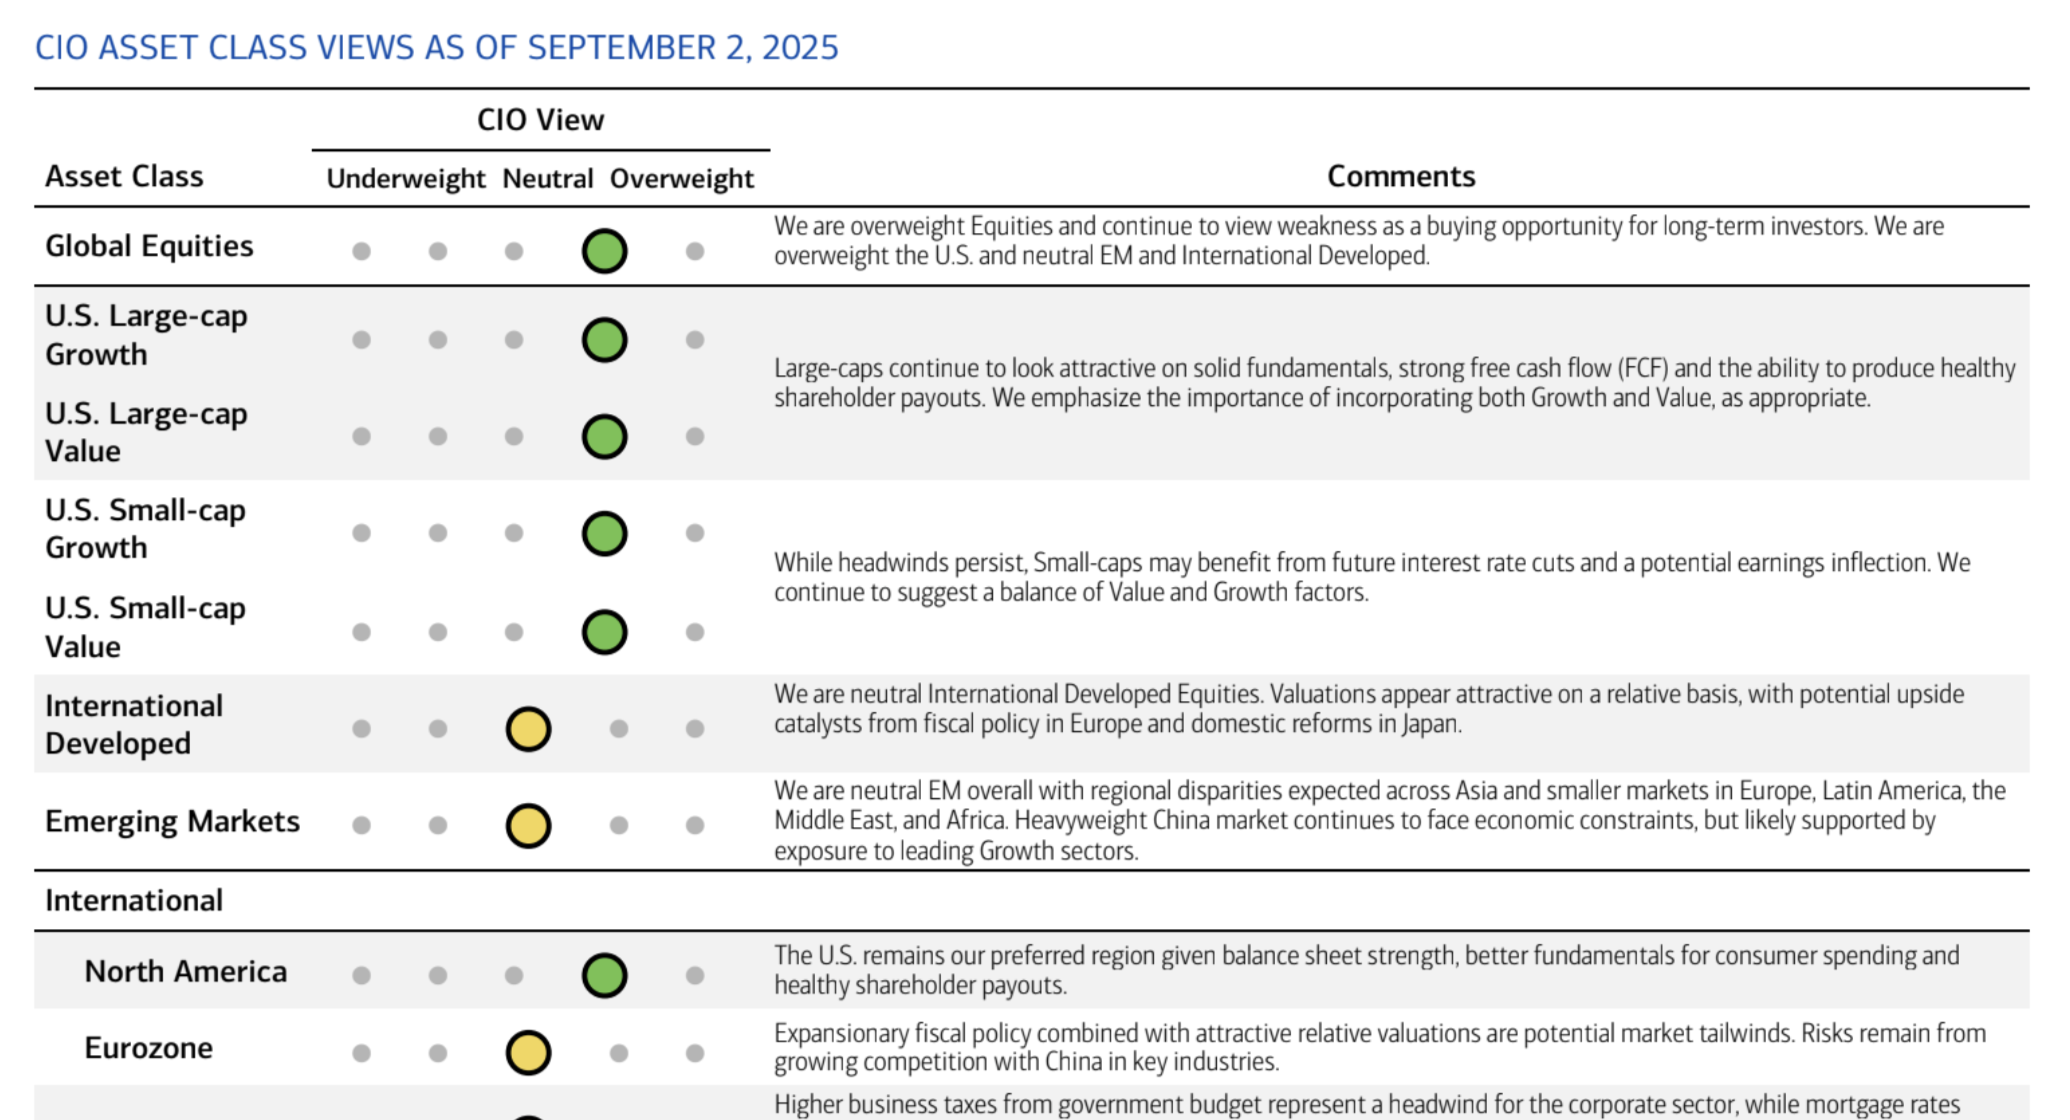 CIO ASSET CLASS VIEWS AS OF SEPTEMBER 2, 2025
CIO View
Asset Class
Underweight Neutral Overweight
Comments
Global Equities
We are overweight Equities and continue to view weakness as a buying opportunity for long-term investors. We are
overweight the U.S. and neutral EM and International Developed.
U.S. Large-cap
Growth
U.S. Large-cap
Value
Large-caps continue to look attractive on solid fundamentals, strong free cash flow (FCF) and the ability to produce healthy
shareholder payouts. We emphasize the importance of incorporating both Growth and Value, as appropriate.
U.S. Small-cap
Growth
U.S. Small-cap
Value
While headwinds persist, Small-caps may benefit from future interest rate cuts and a potential earnings inflection. We
continue to suggest a balance of Value and Growth factors.
International
Developed
We are neutral International Developed Equities. Valuations appear attractive on a relative basis, with potential upside
catalysts from fiscal policy in Europe and domestic reforms in Japan.
Emerging Markets
We are neutral EM overall with regional disparities expected across Asia and smaller markets in Europe, Latin America, the
Middle East, and Africa. Heavyweight China market continues to face economic constraints, but likely supported by
exposure to leading Growth sectors.
International
North America
The U.S. remains our preferred region given balance sheet strength, better fundamentals for consumer spending and
healthy shareholder payouts.
Eurozone
Expansionary fiscal policy combined with attractive relative valuations are potential market tailwinds. Risks remain from
growing competition with China in key industries.
Higher business taxes from government budget represent a headwind for the corporate sector, while mortgage rates